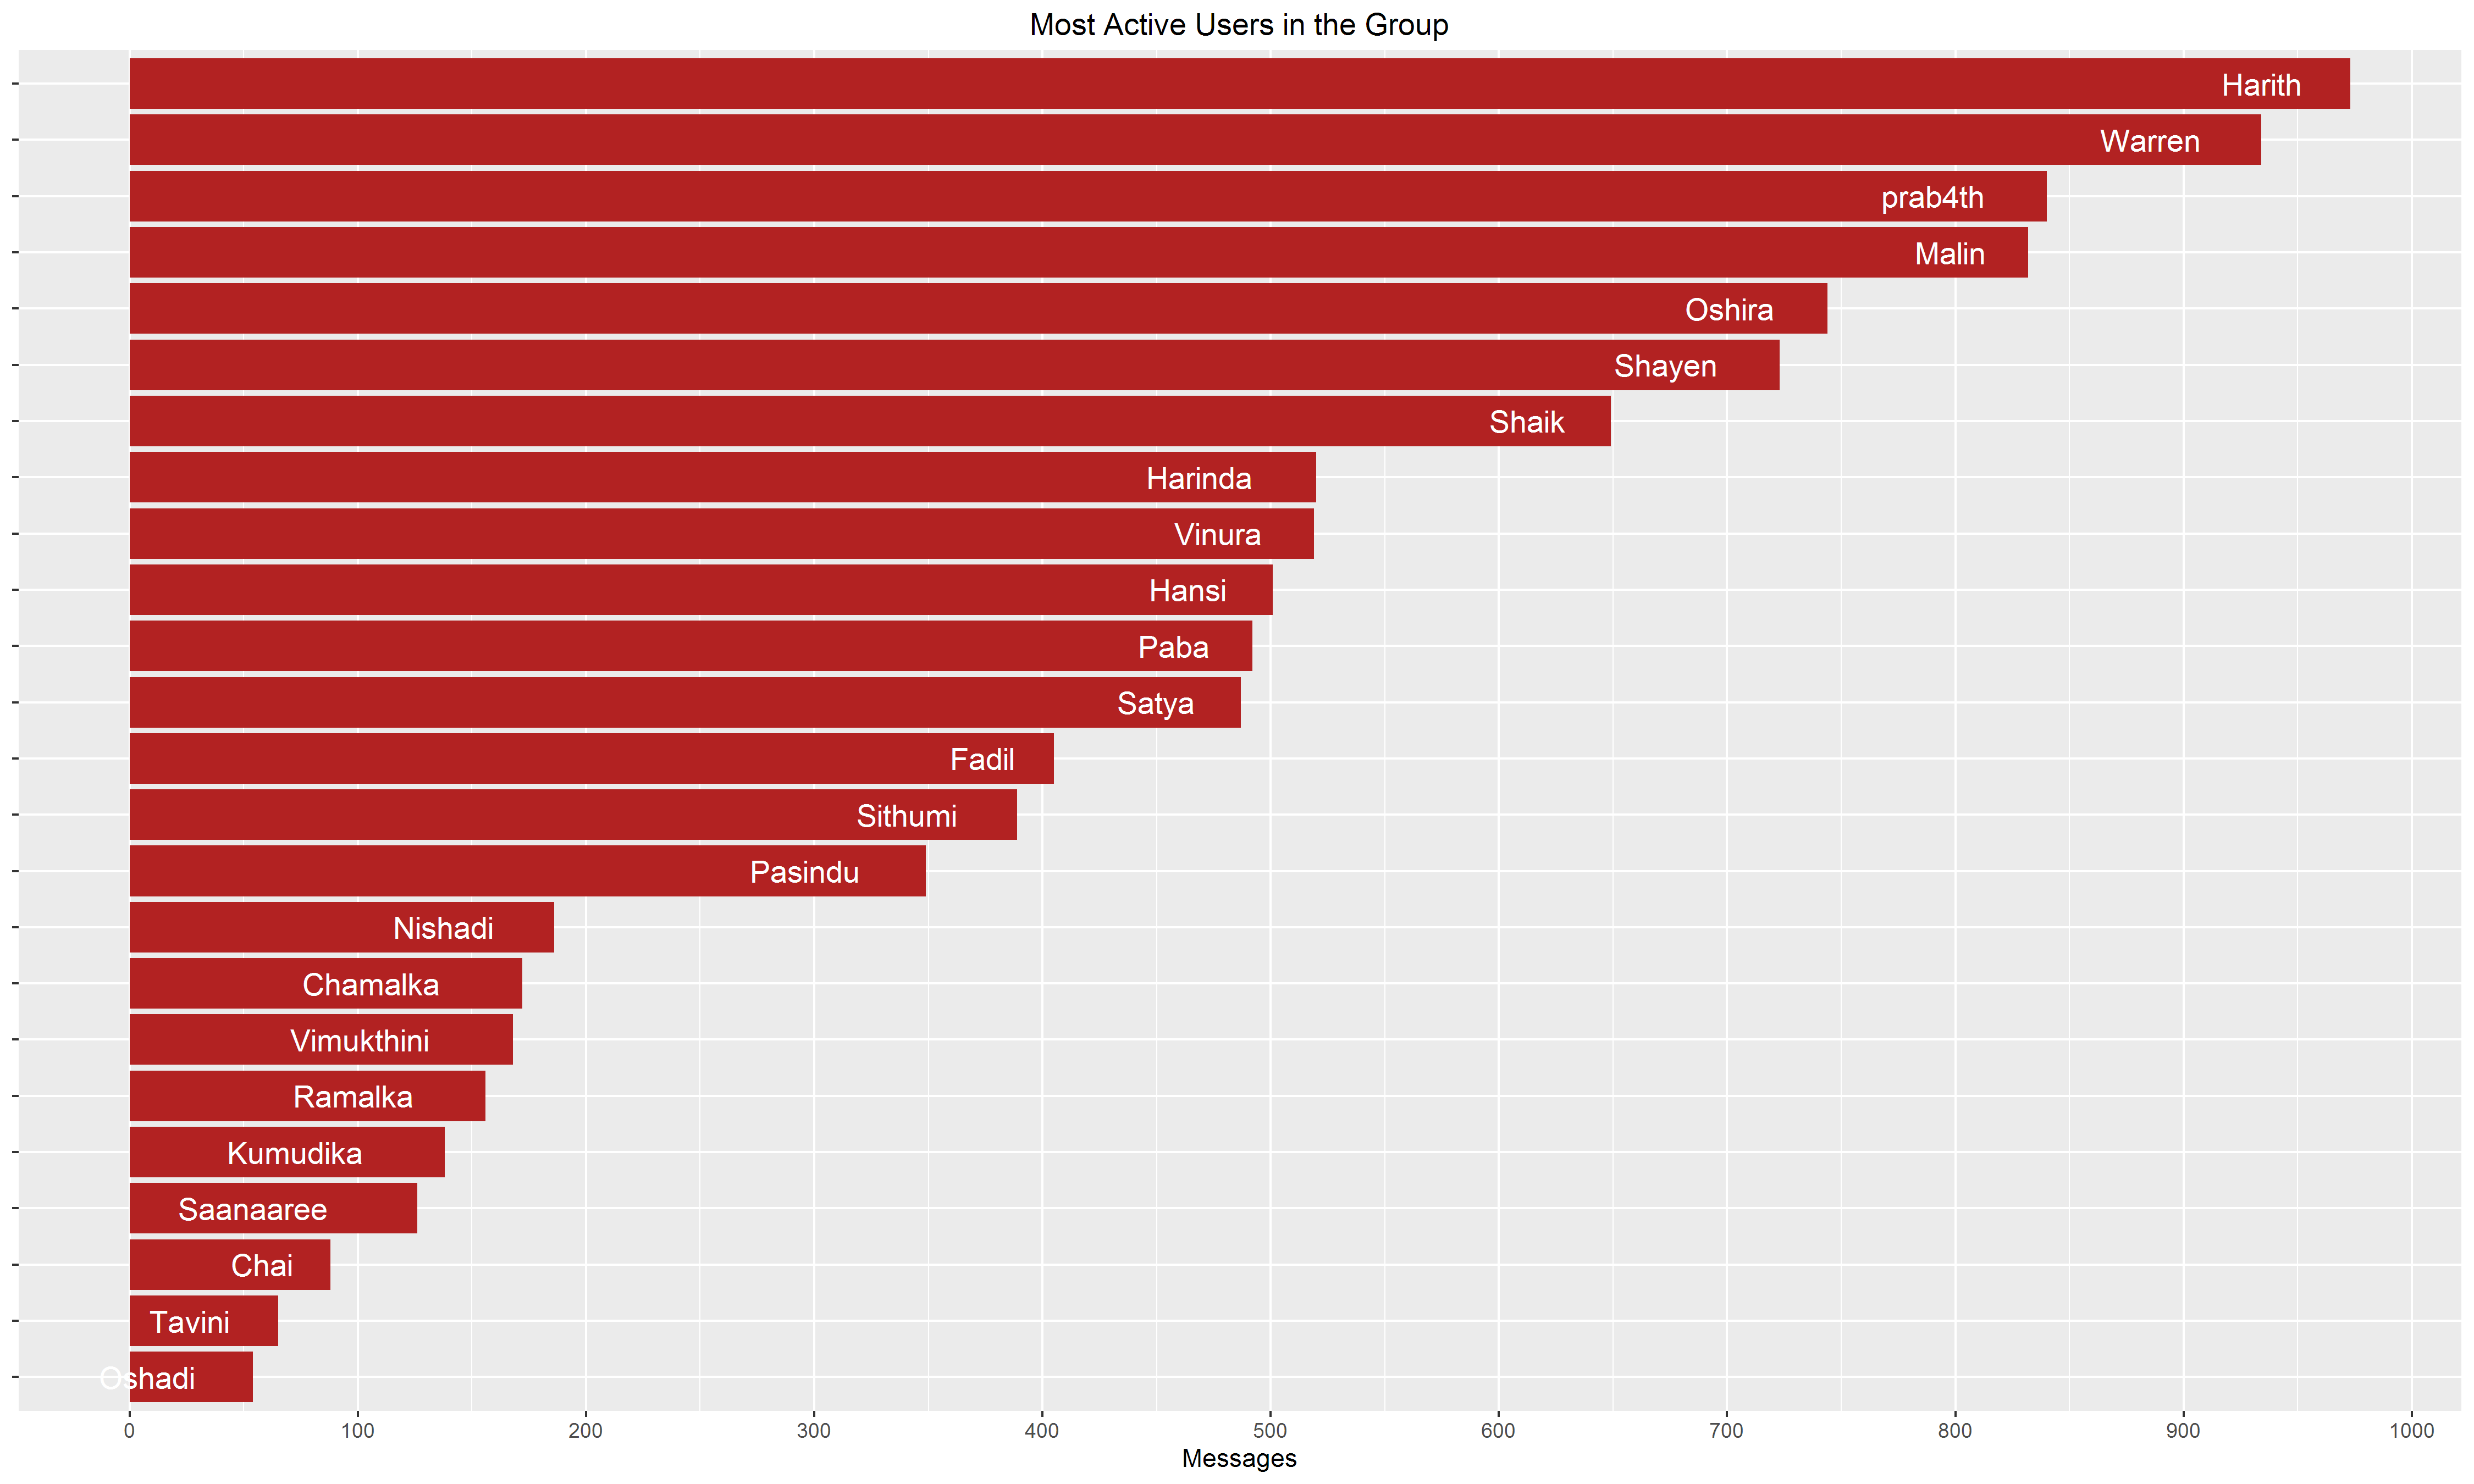 Most Active Users in the Group
Harith
Warren
prab4th
Malin
Oshira
Shayen
Shaik
Harinda
Vinura
Hansi
Paba
Satya
Fadil
Sithumi
Pasindu
Nishadi
Chamalka
Vimukthini
Ramalka
Kumudika
Saanaaree
Chai
Tavini
Oshadi
0 100 200 300 400 500 600 700 800 900 1000
Messages